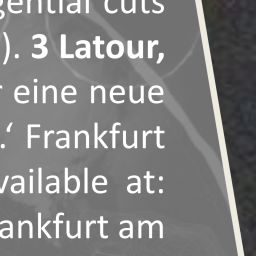 gential cuts
). 3 Latour,
r eine neue
.‘ Frankfurt
vailable at:
ankfurt am